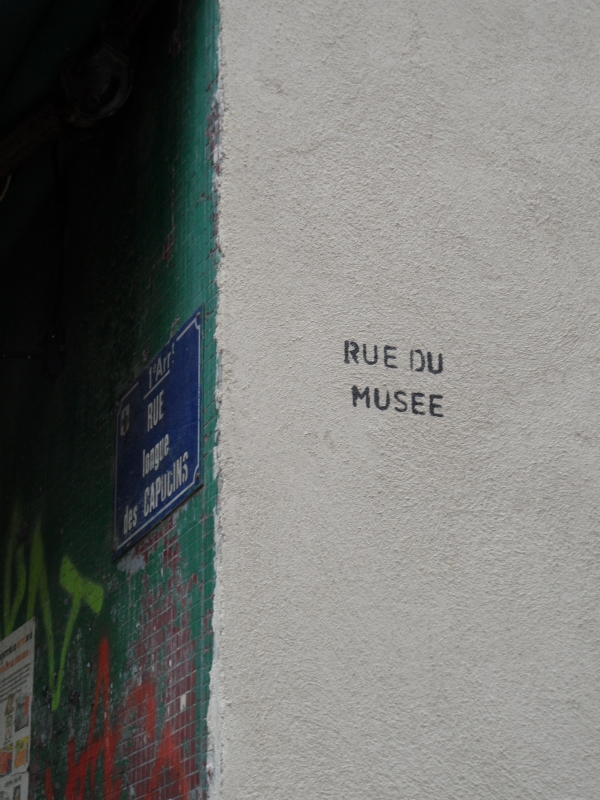 1er Arrt
RUE
longue
des CAPUCINS
RUE DU
MUSEE